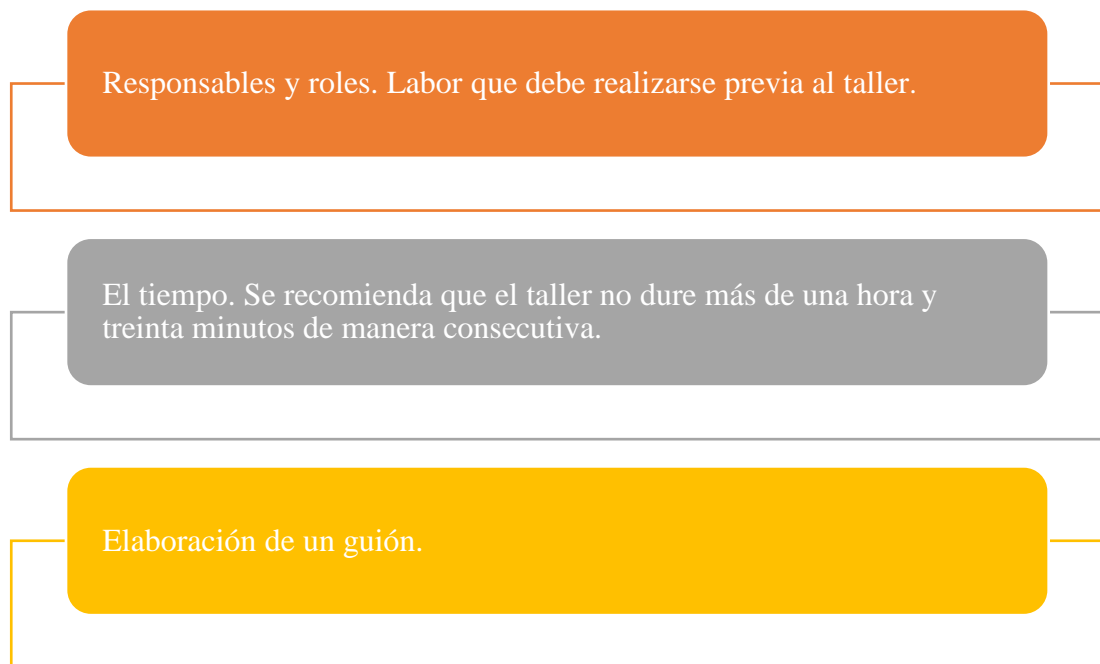 Responsables y roles. Labor que debe realizarse previa al taller.
El tiempo. Se recomienda que el taller no dure más de una hora y
treinta minutos de manera consecutiva.
Elaboración de un guión.